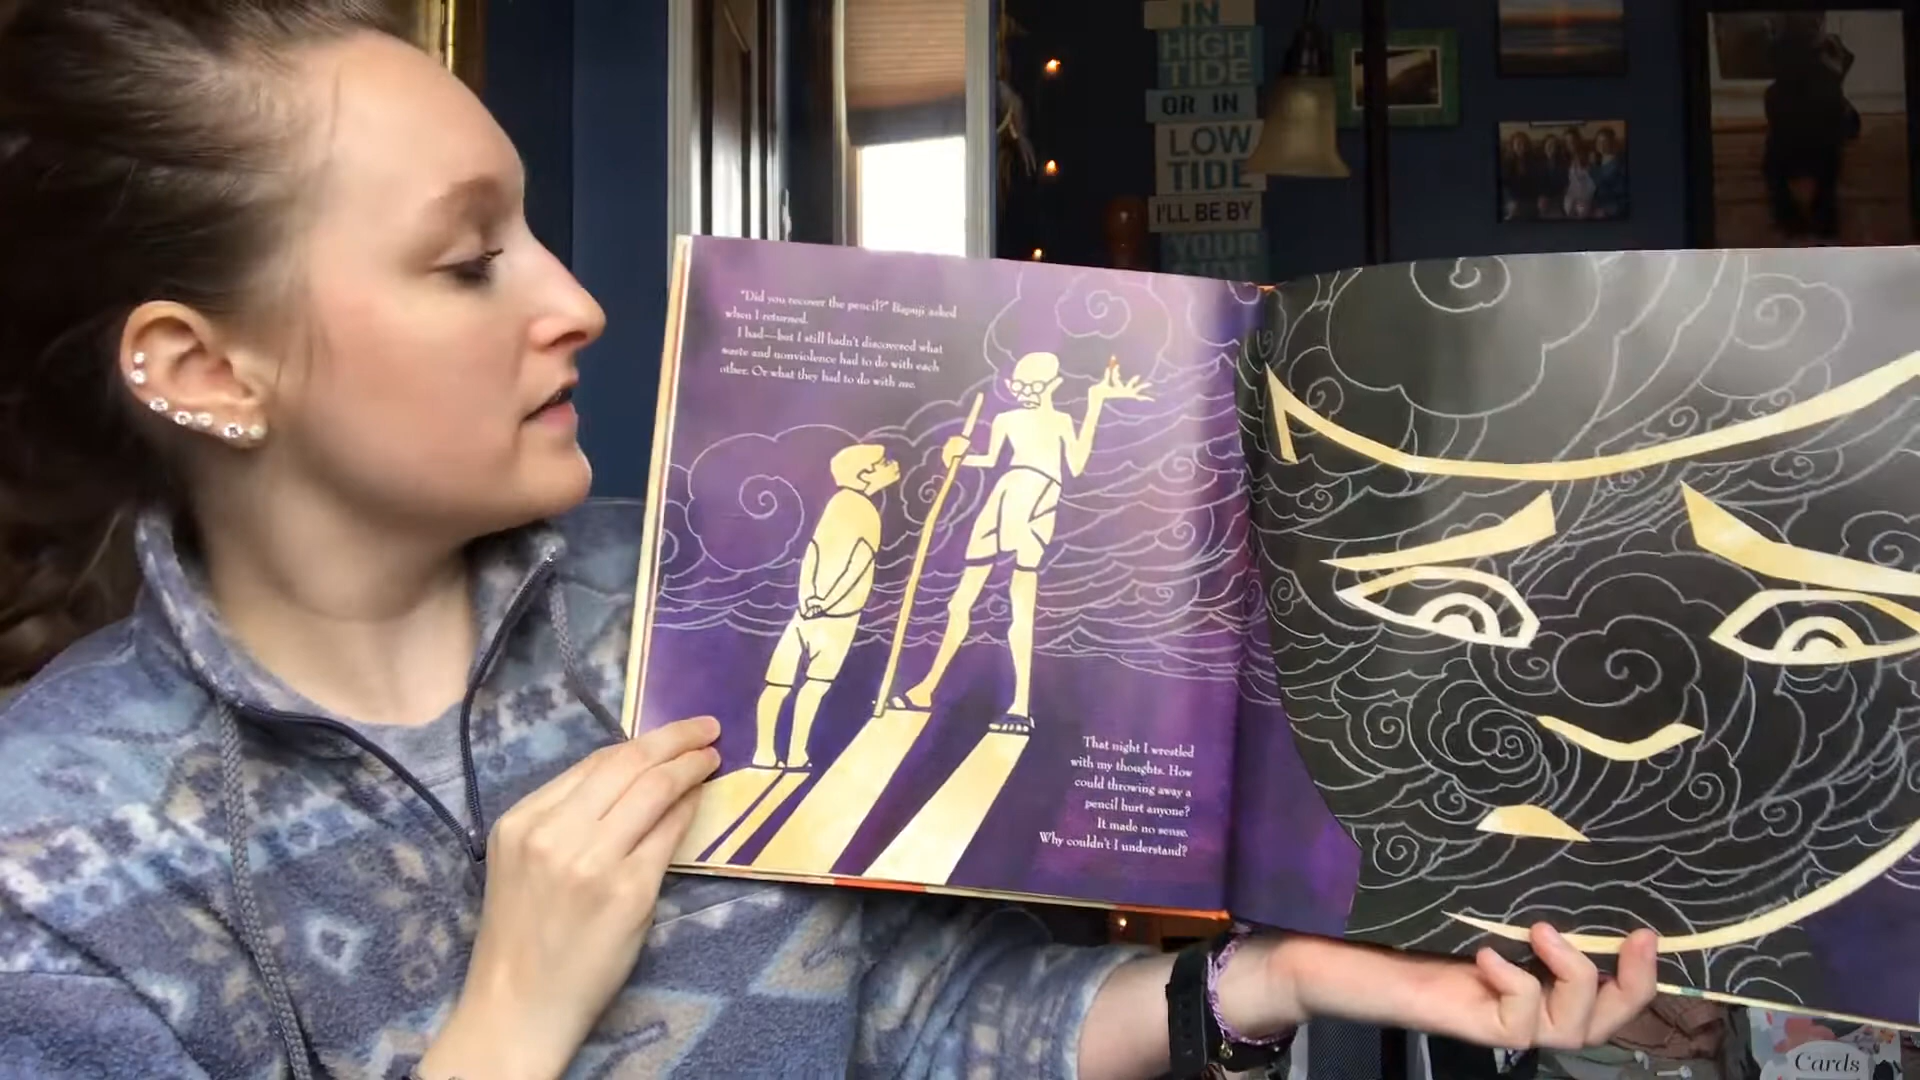 IN
HIGH
TIDE
OR IN
LOW
TIDE
I'LL BE BY
YOUR
"Did you recover the pencil?" Bapuji asked
when I returned.
I had—but I still hadn't discovered what
waste and nonviolence had to do with each
other. Or what they had to do with me.
That night I wrestled
with my thoughts. How
could throwing away a
pencil hurt anyone?
It made no sense.
Why couldn't I understand?
Cards